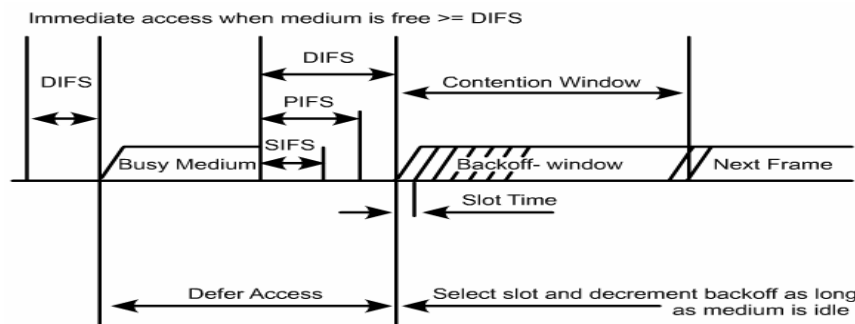 Immediate access when medium is free >= DIFS
DIFS
DIFS
Contention Window
PIFS
SIFS
Busy Medium
Backoff- window
Next Frame
Slot Time
Defer Access
Select slot and decrement backoff as long
as medium is idle